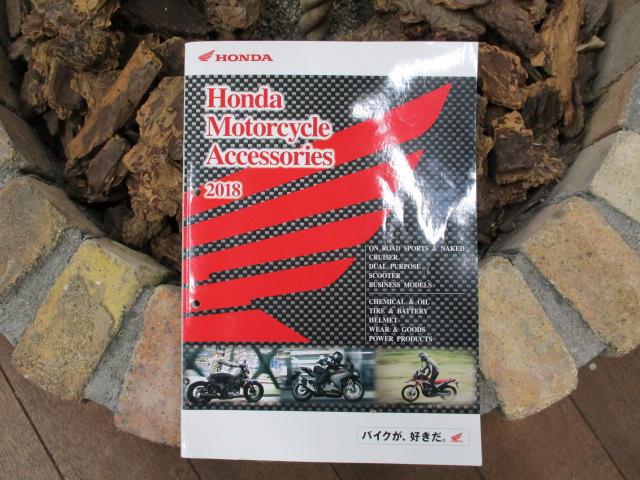 HONDA
Honda
Motorcycle
Accessories
2018
ON ROAD SPORTS & NAKED
CRUISER
DUAL PURPOSE
SCOOTER
BUSINESS MODELS
CHEMICAL & OIL
TIRE & BATTERY
HELMET
WEAR & GOODS
POWER PRODUCTS
バイクが、好きだ。